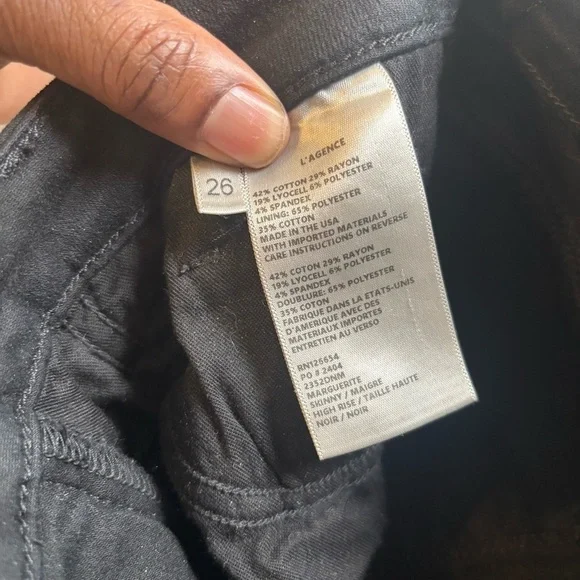 26
L'AGENCE
42% COTTON 29% RAYON
19% LYOCELL 6% POLYESTER
4% SPANDEX
LINING: 65% POLYESTER
35% COTTON
MADE IN THE USA
WITH IMPORTED MATERIALS
CARE INSTRUCTIONS ON REVERSE
42% COTON 29% RAYON
19% LYOCELL 6% POLYESTER
4% SPANDEX
DOUBLURE: 65% POLYESTER
35% COTON
FABRIQUE DANS LA ETATS-UNIS
D'AMERIQUE AVEC DES
MATERIAUX IMPORTES
ENTRETIEN AU VERSO
RN126654
PO # 2404
2352DNM
MARGUERITE
SKINNY / MAIGRE
HIGH RISE / TAILLE HAUTE
NOIR / NOIR